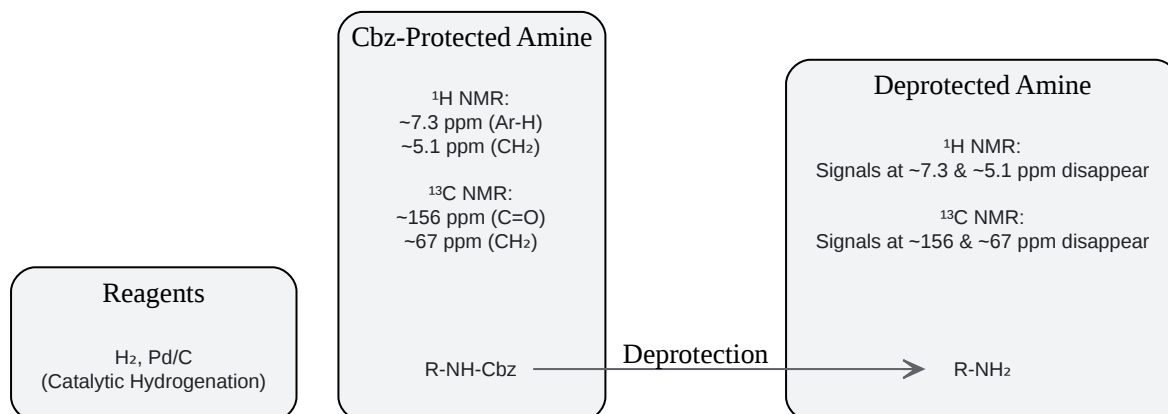 Reagents
H₂, Pd/C
(Catalytic Hydrogenation)
Cbz-Protected Amine
¹H NMR:
~7.3 ppm (Ar-H)
~5.1 ppm (CH₂)
¹³C NMR:
~156 ppm (C=O)
~67 ppm (CH₂)
R-NH-Cbz
Deprotection
Deprotected Amine
¹H NMR:
Signals at ~7.3 & ~5.1 ppm disappear
¹³C NMR:
Signals at ~156 & ~67 ppm disappear
R-NH₂